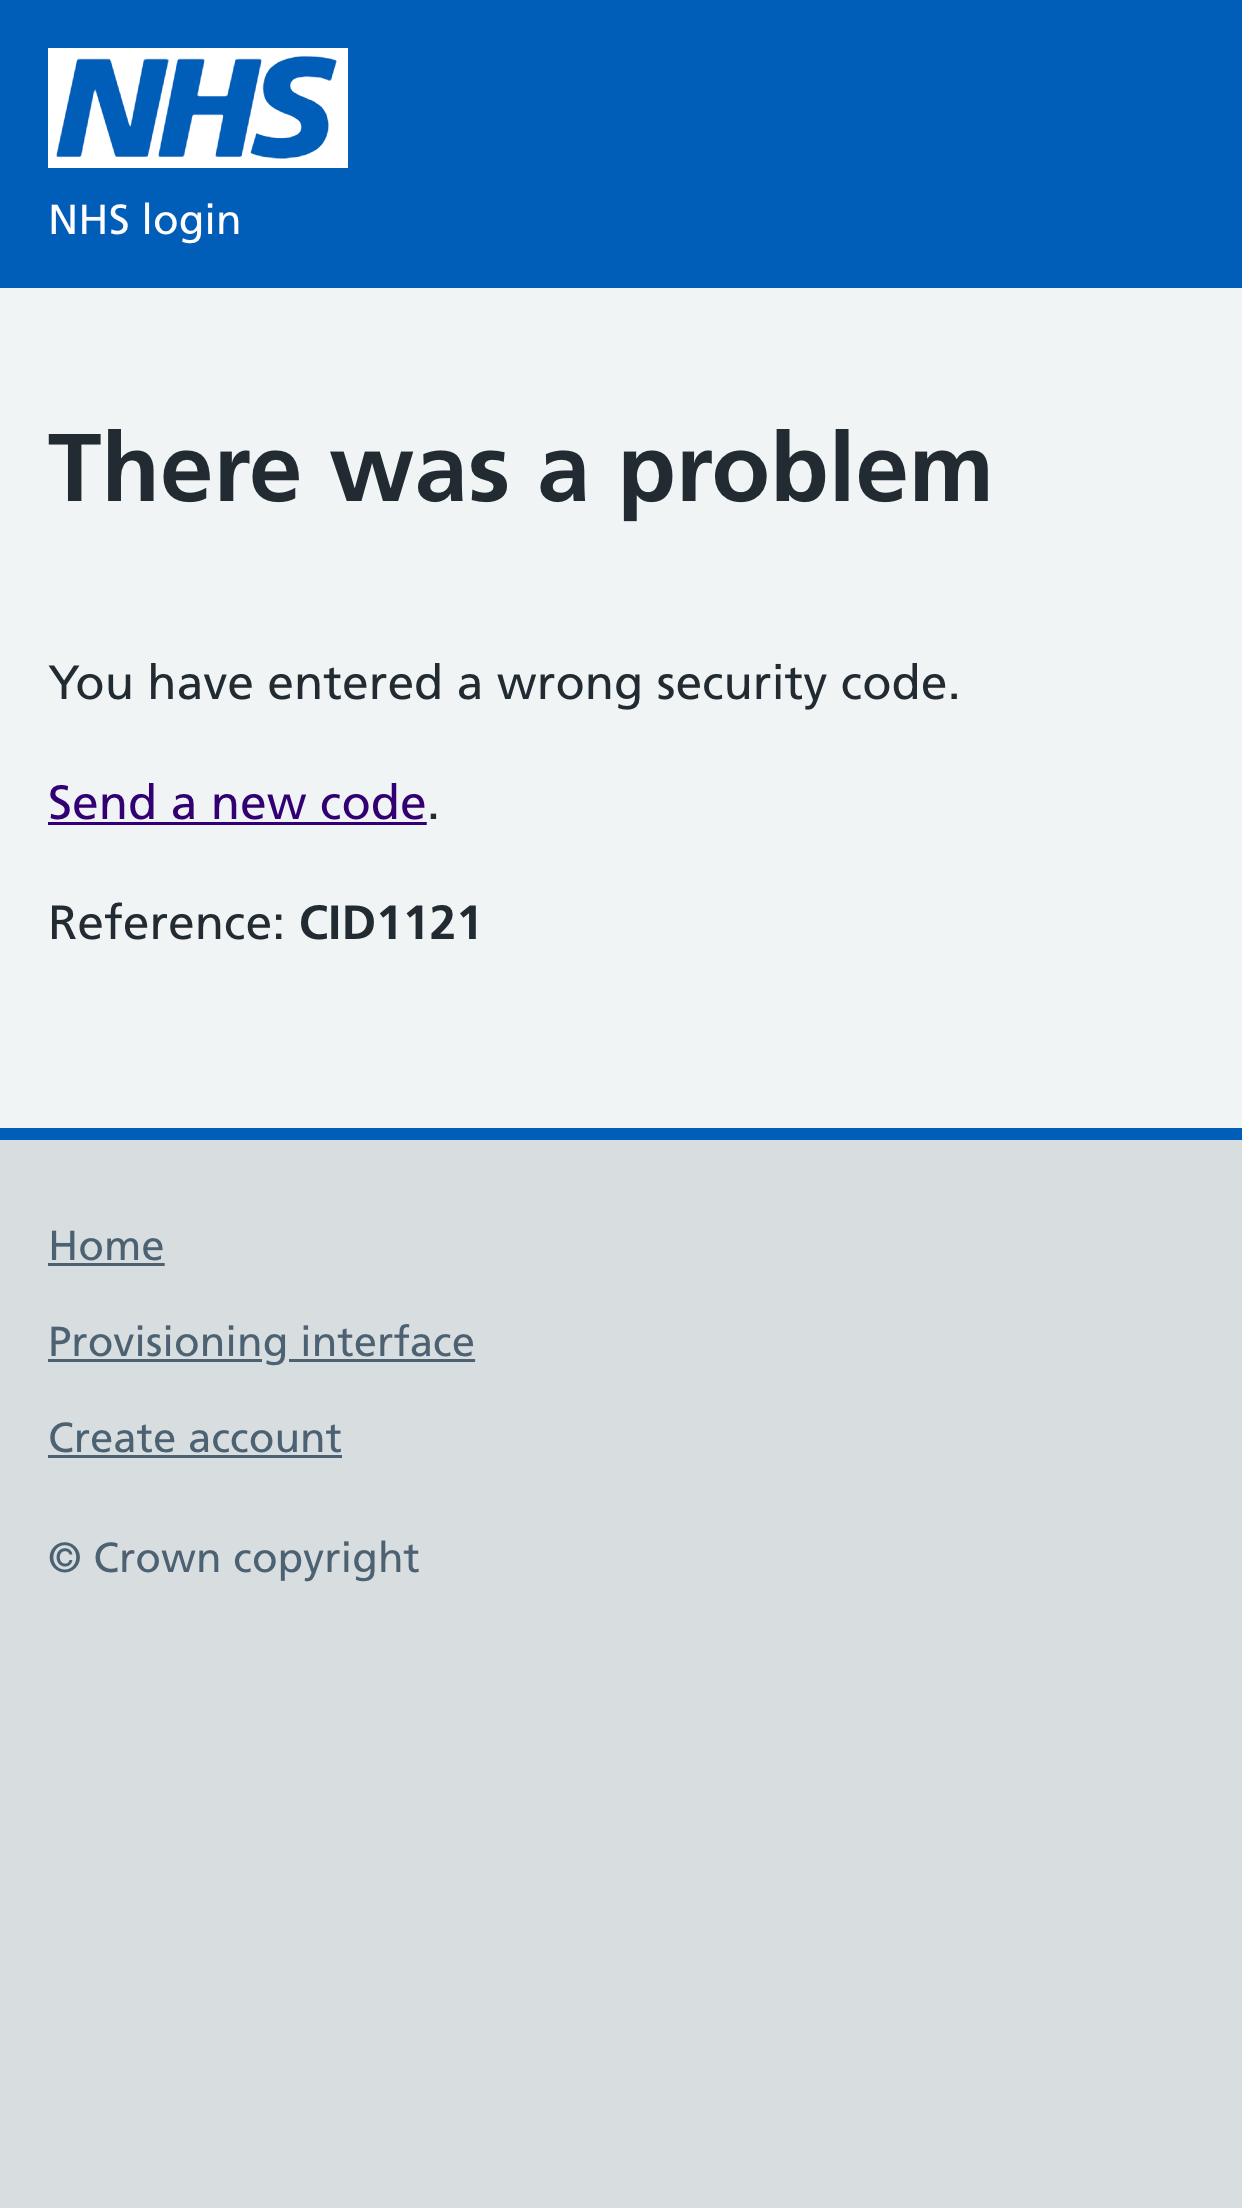 NHS
NHS login
There was a problem
You have entered a wrong security code.
Send a new code.
Reference: CID1121
Home
Provisioning interface
Create account
© Crown copyright